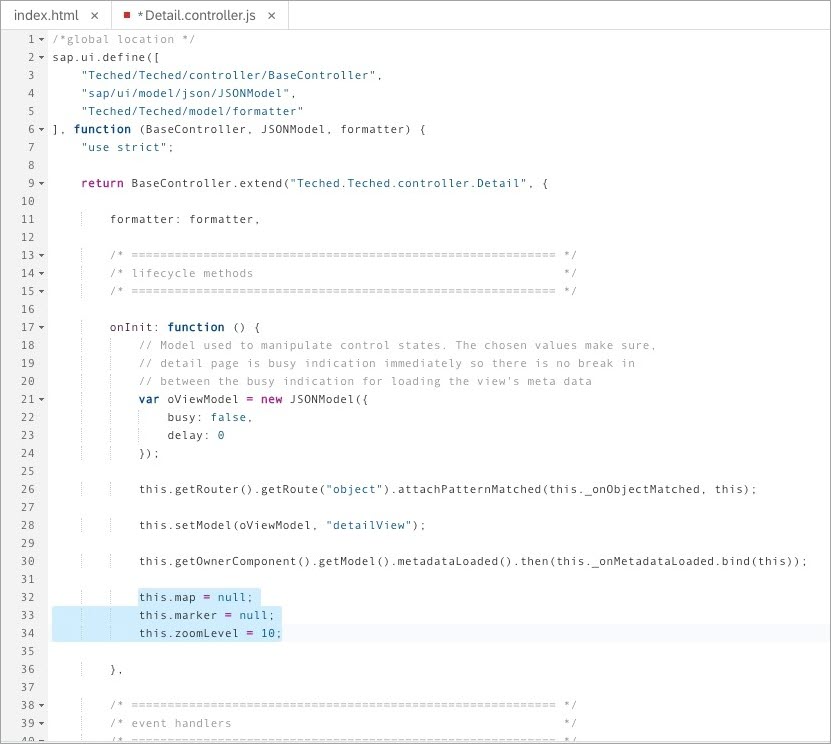 index.html × *Detail.controller.js ×
1 /*global location */
2 sap.ui.define([
3 "Teched/Teched/controller/BaseController",
4 "sap/ui/model/json/JSONModel",
5 "Teched/Teched/model/formatter"
6 ], function (BaseController, JSONModel, formatter) {
7 "use strict";
8
9 return BaseController.extend("Teched.Teched.controller.Detail", {
10
11 formatter: formatter,
12
13 /* =========================================================== */
14 /* lifecycle methods */
15 /* =========================================================== */
16
17 onInit: function () {
18 // Model used to manipulate control states. The chosen values make sure,
19 // detail page is busy indication immediately so there is no break in
20 // between the busy indication for loading the view's meta data
21 var oViewModel = new JSONModel({
22 busy: false,
23 delay: 0
24 });
25
26 this.getRouter().getRoute("object").attachPatternMatched(this._onObjectMatched, this);
27
28 this.setModel(oViewModel, "detailView");
29
30 this.getOwnerComponent().getModel().metadataLoaded().then(this._onMetadataLoaded.bind(this));
31
32 this.map = null;
33 this.marker = null;
34 this.zoomLevel = 10;
35
36 },
37
38 /* =========================================================== */
39 /* event handlers */
40 /* =========================================================== */